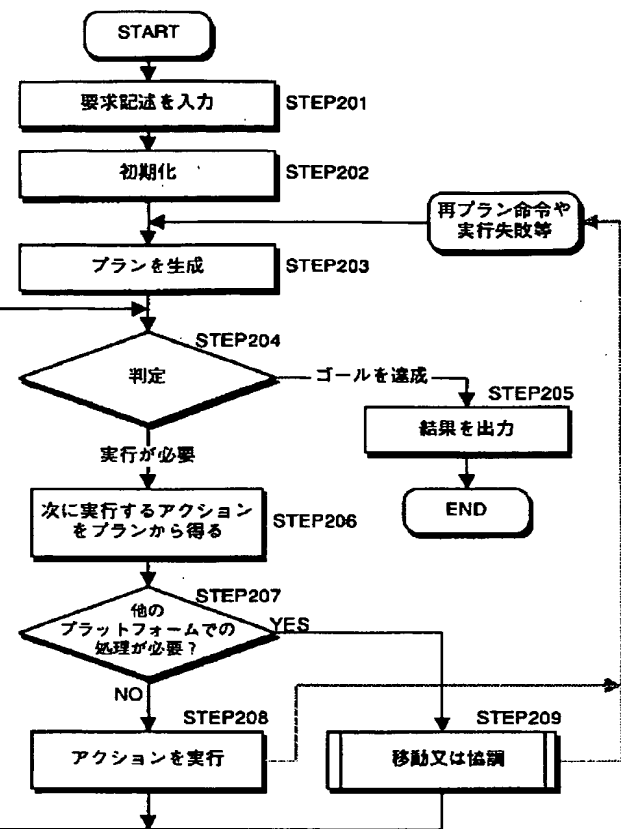 START
要求記述を入力
STEP201
初期化
STEP202
再プラン命令や
実行失敗等
プランを生成
STEP203
STEP204
判定
ゴールを達成
STEP205
結果を出力
実行が必要
END
次に実行するアクション
をプランから得る
STEP206
STEP207
他の
プラットフォームでの
処理が必要？
YES
NO
STEP208
アクションを実行
STEP209
移動又は協調